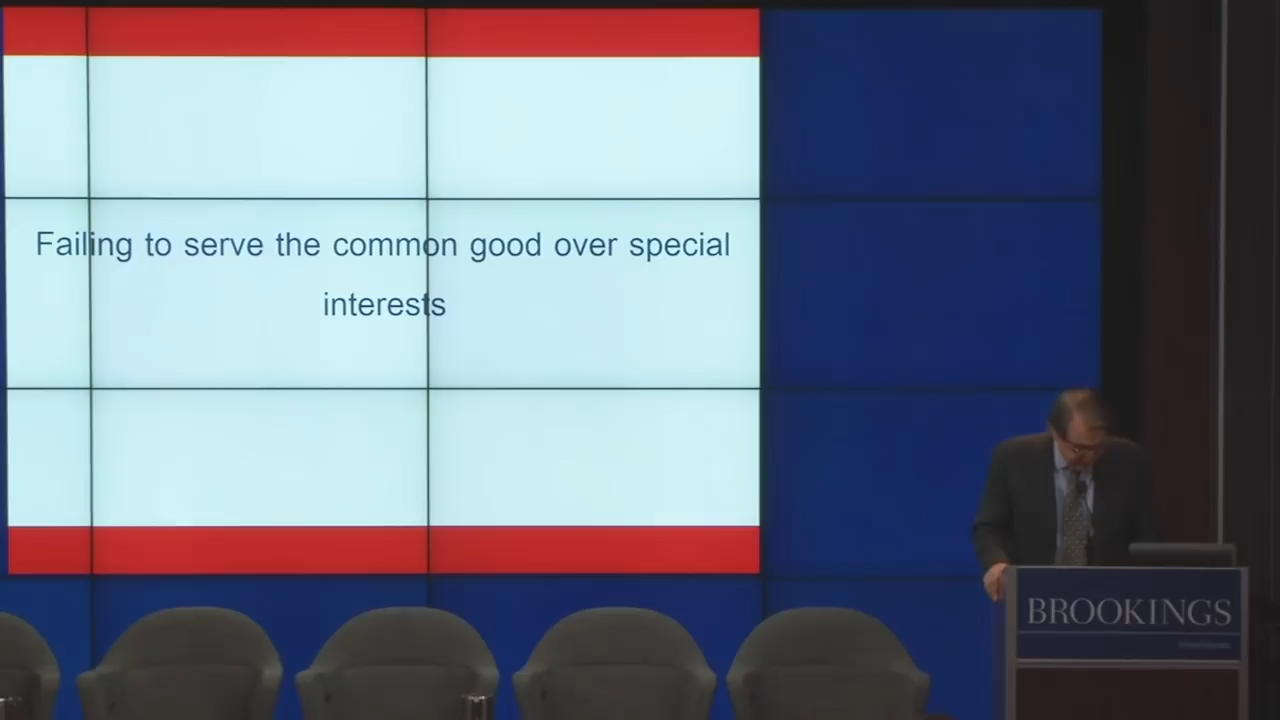 Failing to serve the common good over special
interests
BROOKINGS